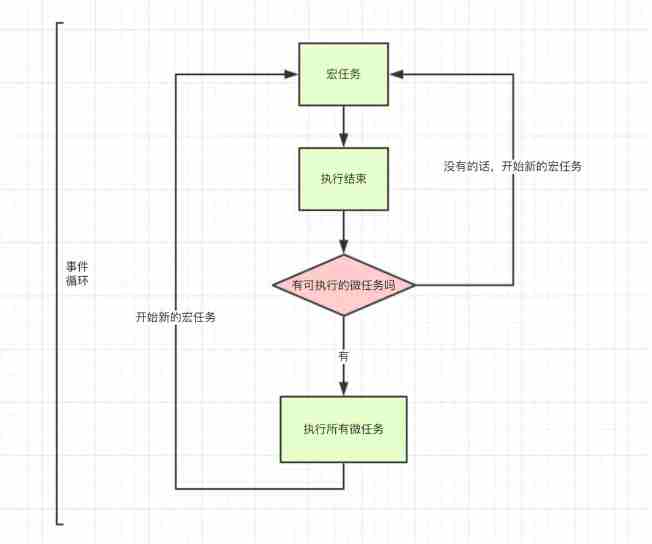 宏任务
没有的话，开始新的宏任务
执行结束
事件
循环
有可执行的微任务吗
开始新的宏任务
有
执行所有微任务